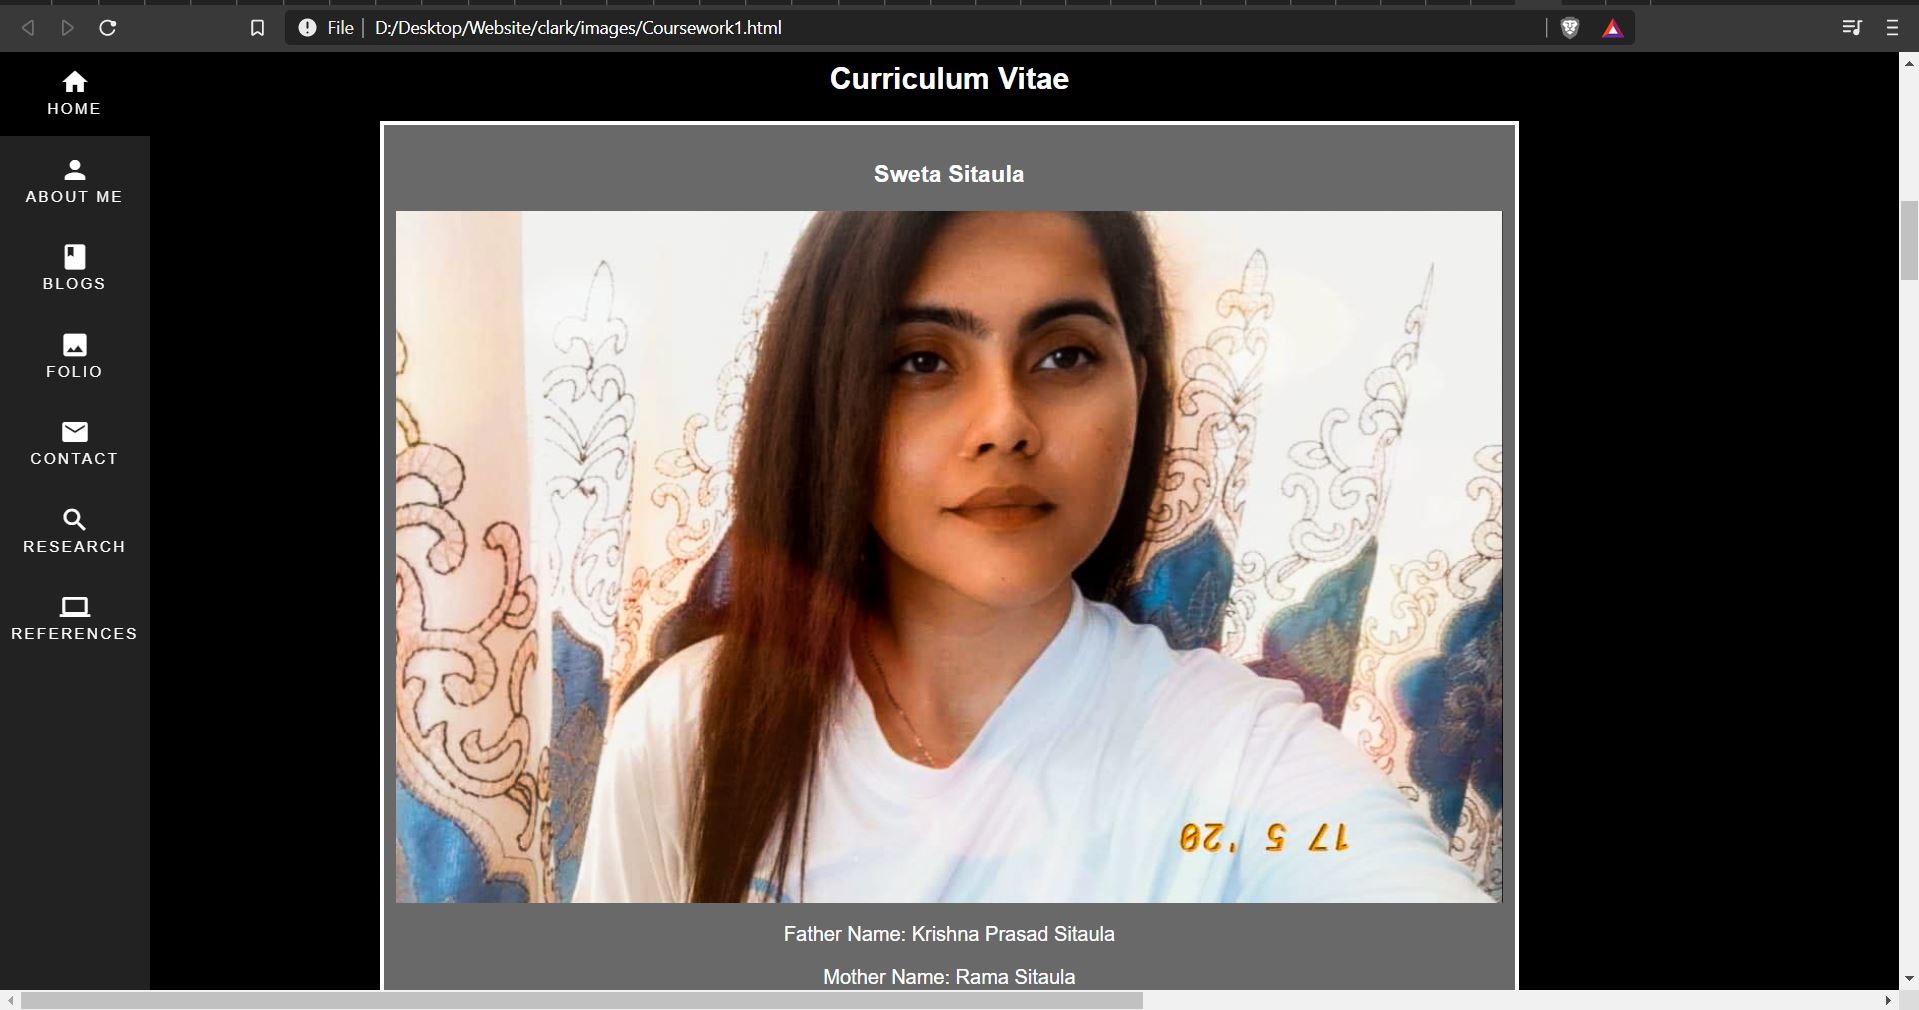 File
D:/Desktop/Website/clark/images/Coursework1.html
HOME
ABOUT ME
BLOGS
FOLIO
CONTACT
RESEARCH
REFERENCES
Curriculum Vitae
Sweta Sitaula
17 5 '20
Father Name: Krishna Prasad Sitaula
Mother Name: Rama Sitaula